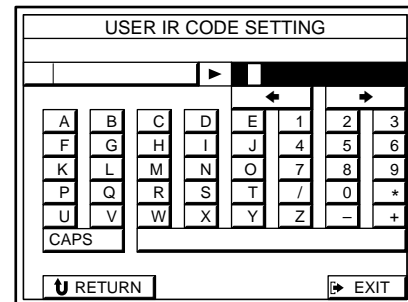 USER IR CODE SETTING
A B C D E 1 2 3
F G H I J 4 5 6
K L M N O 7 8 9
P Q R S T / 0 *
U V W X Y Z – +
CAPS
RETURN EXIT